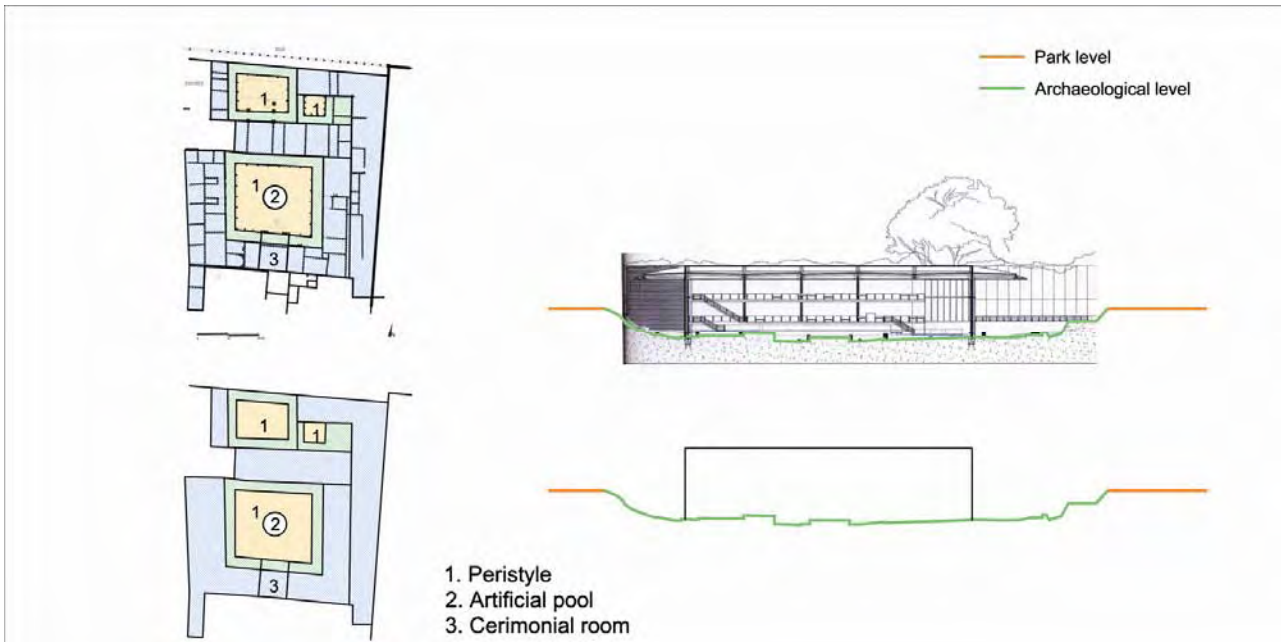 1
1
1
2
3
Park level
Archaeological level
1
1
1
2
3
1. Peristyle
2. Artificial pool
3. Cerimonial room